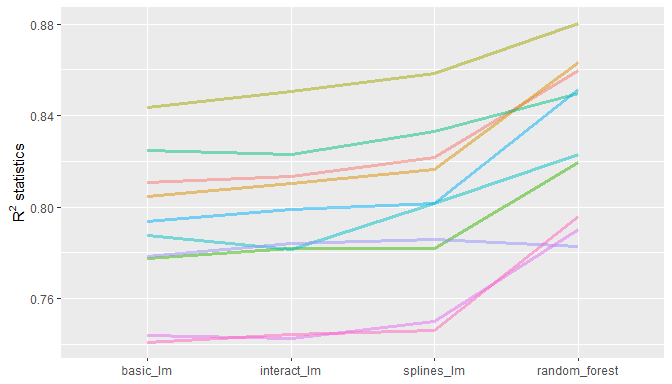 R² statistics
0.88
0.84
0.80
0.76
basic_lm interact_lm splines_lm random_forest